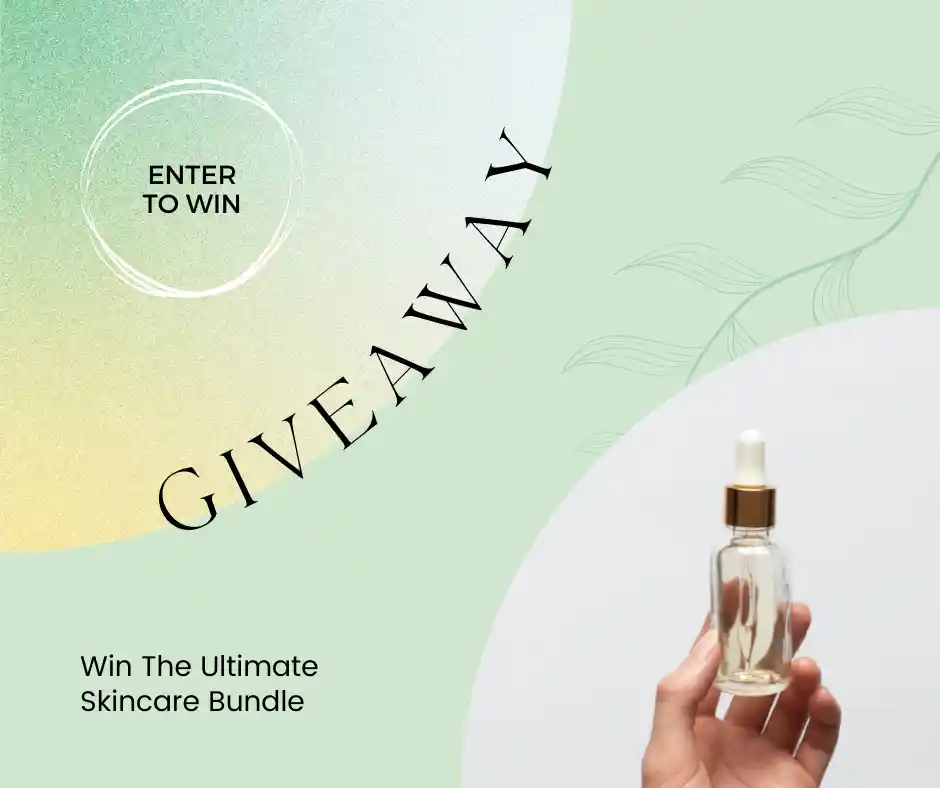 ENTER
TO WIN
GIVEAWAY
Win The Ultimate
Skincare Bundle